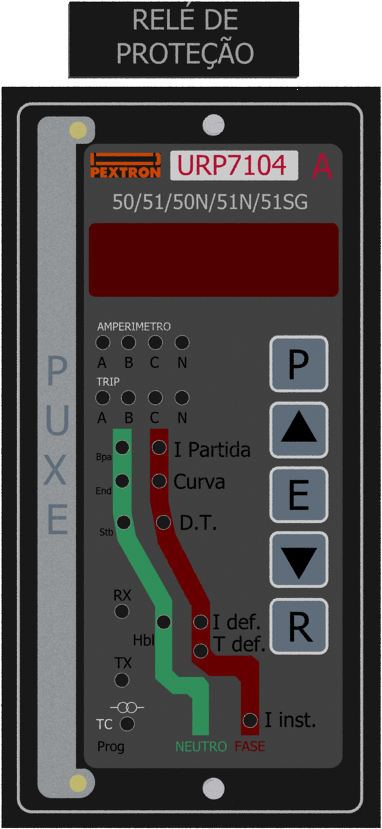 RELÉ DE
PROTEÇÃO
PEXTRON
URP7104
A
50/51/50N/51N/51SG
AMPERIMETRO
A B C N
TRIP
A B C N
PUXE
P
E
R
Bpa
I Partida
End
Curva
Stb
D.T.
RX
Hbl
I def.
T def.
TX
TC
I inst.
Prog
NEUTRO
FASE